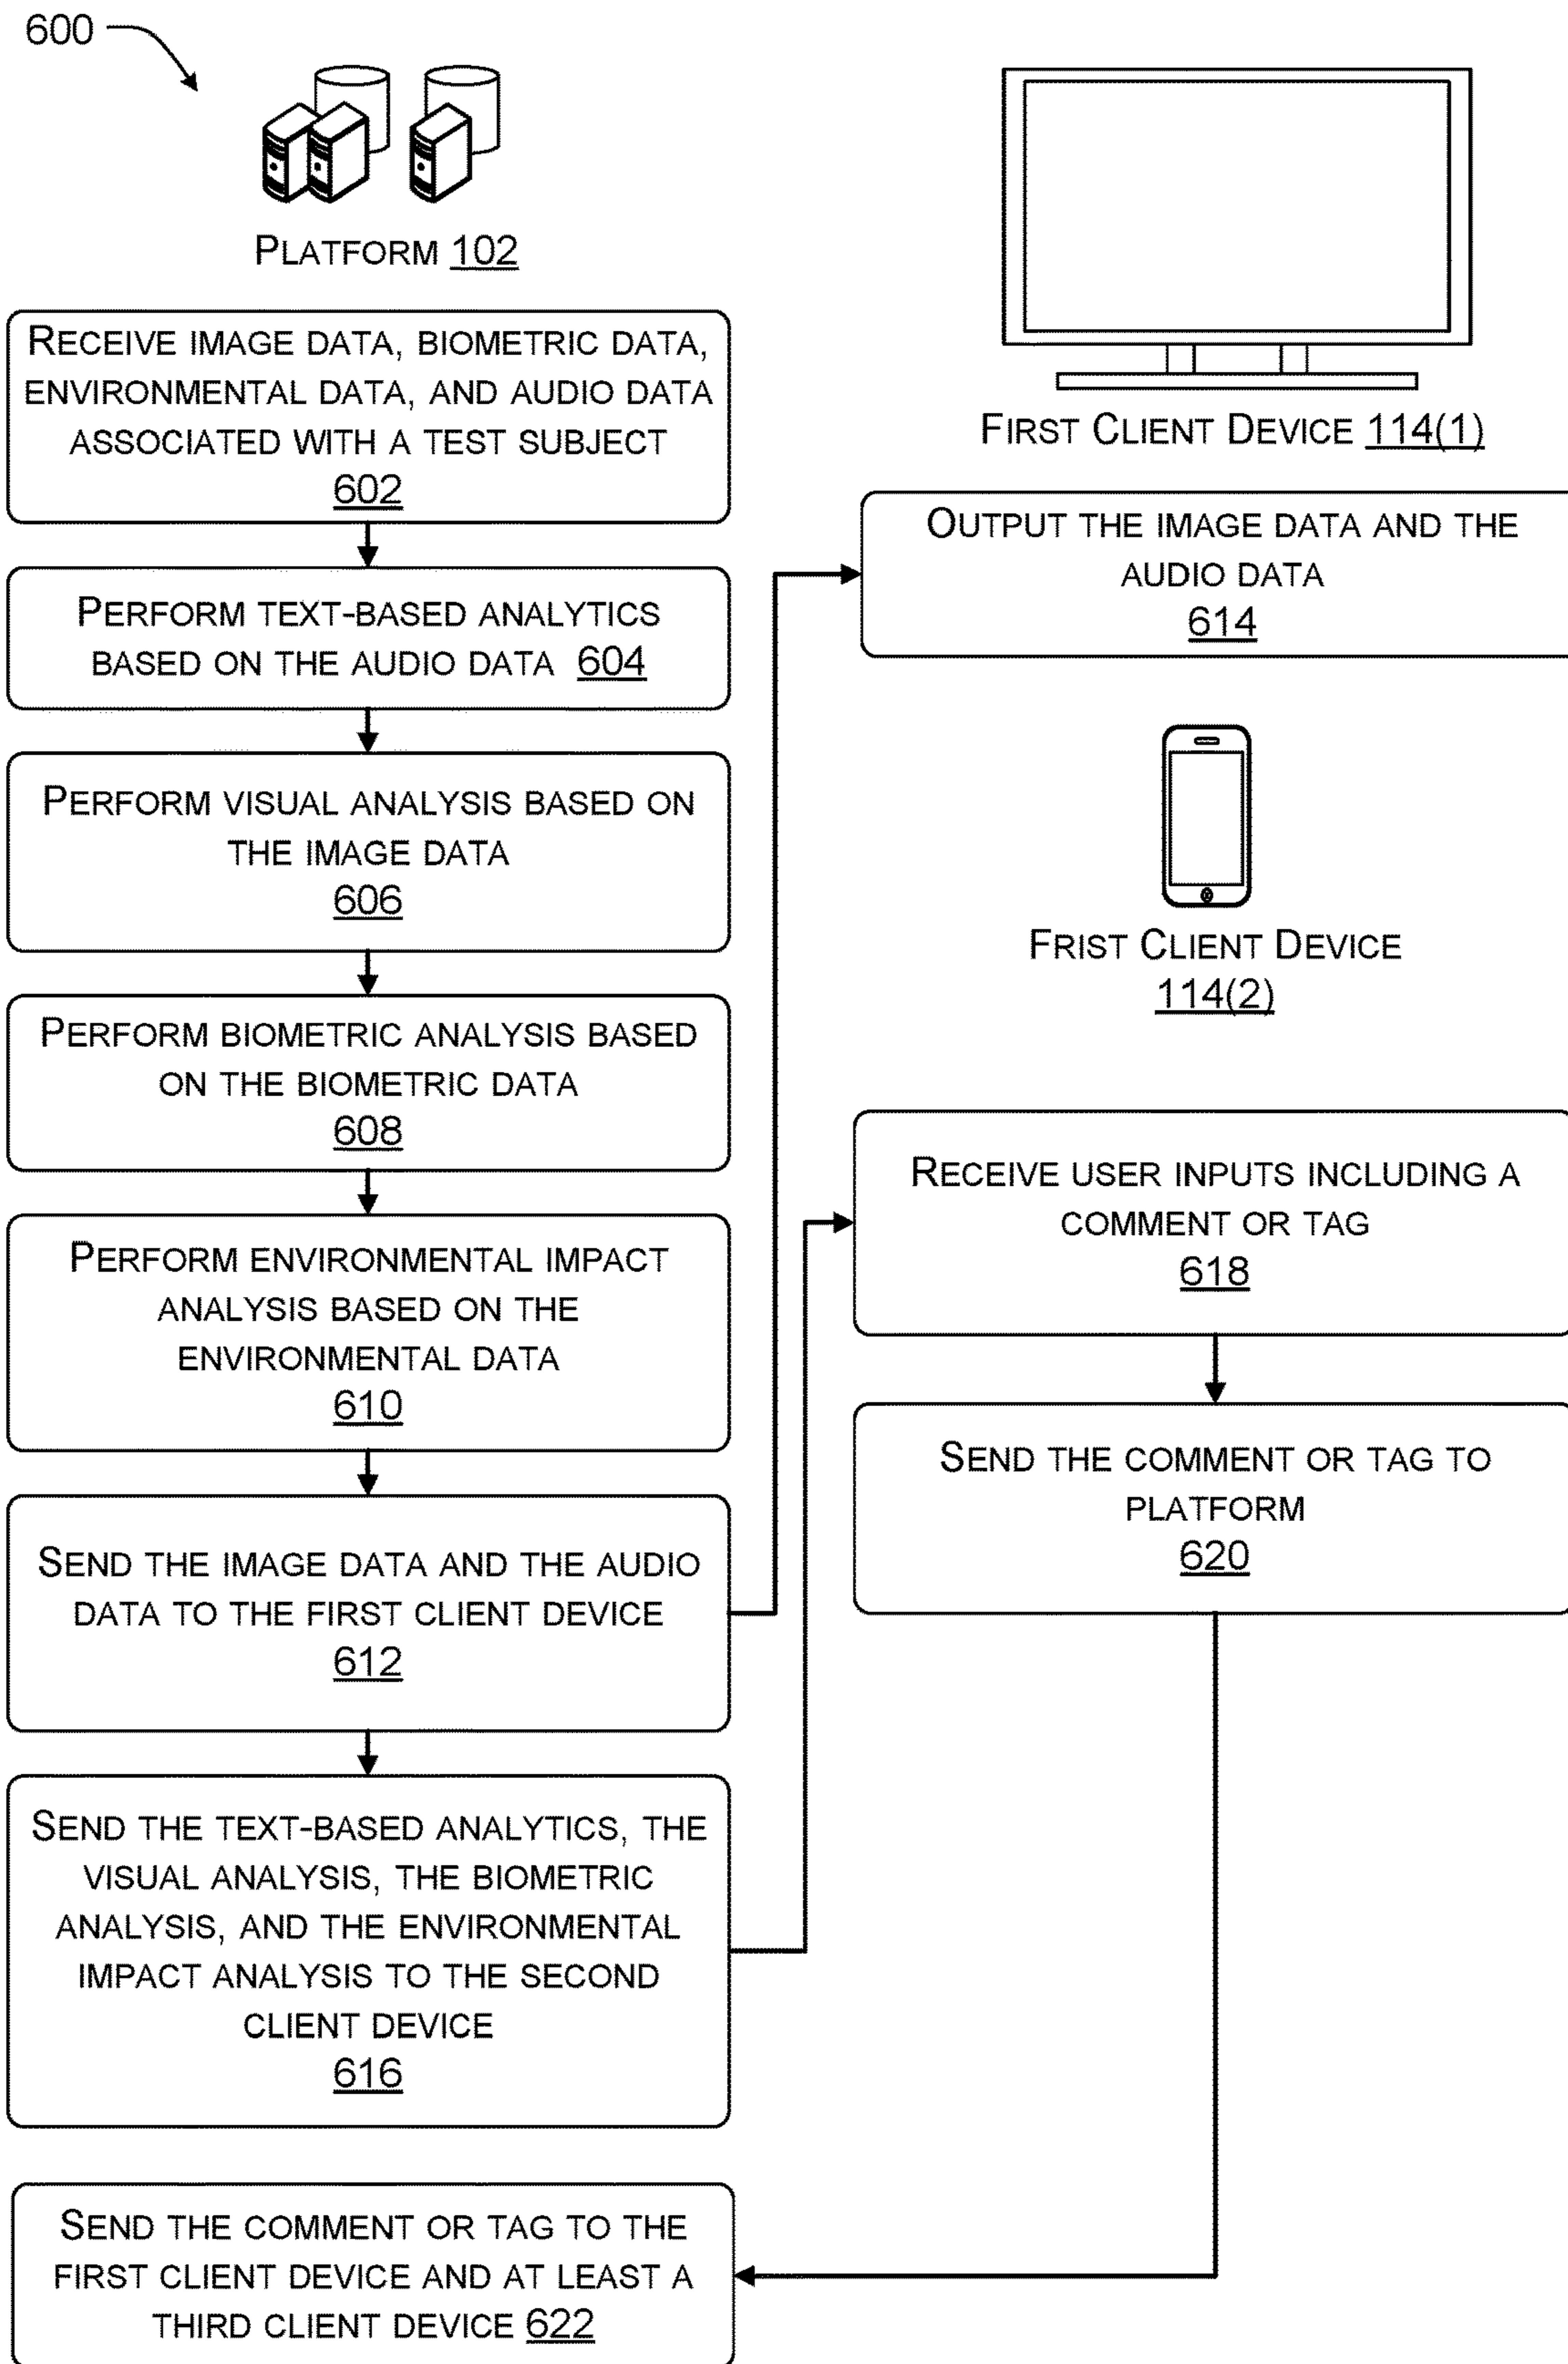 600
PLATFORM 102
RECEIVE IMAGE DATA, BIOMETRIC DATA,
ENVIRONMENTAL DATA, AND AUDIO DATA
ASSOCIATED WITH A TEST SUBJECT
602
PERFORM TEXT-BASED ANALYTICS
BASED ON THE AUDIO DATA 604
PERFORM VISUAL ANALYSIS BASED ON
THE IMAGE DATA
606
PERFORM BIOMETRIC ANALYSIS BASED
ON THE BIOMETRIC DATA
608
PERFORM ENVIRONMENTAL IMPACT
ANALYSIS BASED ON THE
ENVIRONMENTAL DATA
610
SEND THE IMAGE DATA AND THE AUDIO
DATA TO THE FIRST CLIENT DEVICE
612
SEND THE TEXT-BASED ANALYTICS, THE
VISUAL ANALYSIS, THE BIOMETRIC
ANALYSIS, AND THE ENVIRONMENTAL
IMPACT ANALYSIS TO THE SECOND
CLIENT DEVICE
616
SEND THE COMMENT OR TAG TO THE
FIRST CLIENT DEVICE AND AT LEAST A
THIRD CLIENT DEVICE 622
FIRST CLIENT DEVICE 114(1)
OUTPUT THE IMAGE DATA AND THE
AUDIO DATA
614
FRIST CLIENT DEVICE
114(2)
RECEIVE USER INPUTS INCLUDING A
COMMENT OR TAG
618
SEND THE COMMENT OR TAG TO
PLATFORM
620